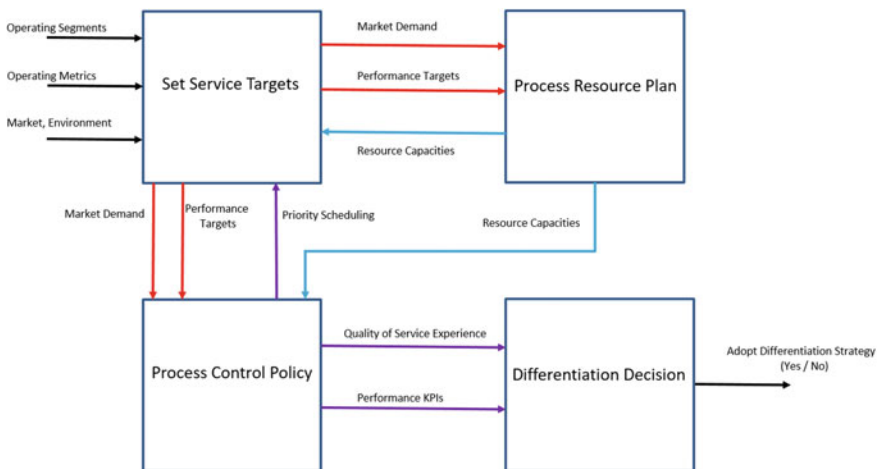 Operating Segments
Market Demand
Operating Metrics
Set Service Targets
Performance Targets
Process Resource Plan
Market, Environment
Resource Capacities
Market Demand
Performance
Targets
Priority Scheduling
Resource Capacities
Quality of Service Experience
Process Control Policy
Differentiation Decision
Adopt Differentiation Strategy
(Yes / No)
Performance KPIs